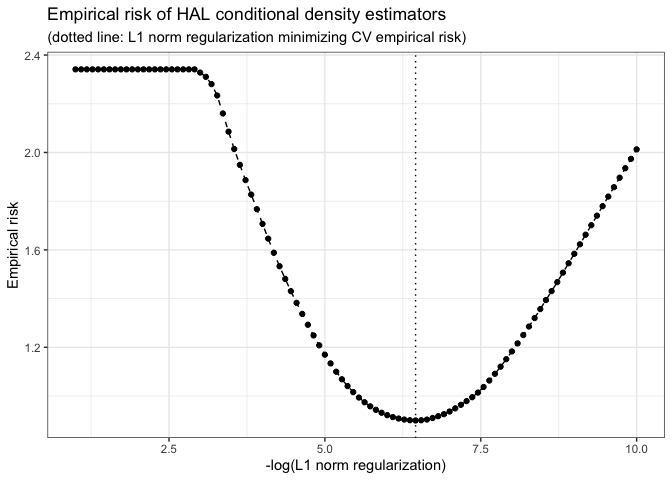 Empirical risk of HAL conditional density estimators
(dotted line: L1 norm regularization minimizing CV empirical risk)
2.4
2.0
1.6
1.2
Empirical risk
2.5 5.0 7.5 10.0
-log(L1 norm regularization)